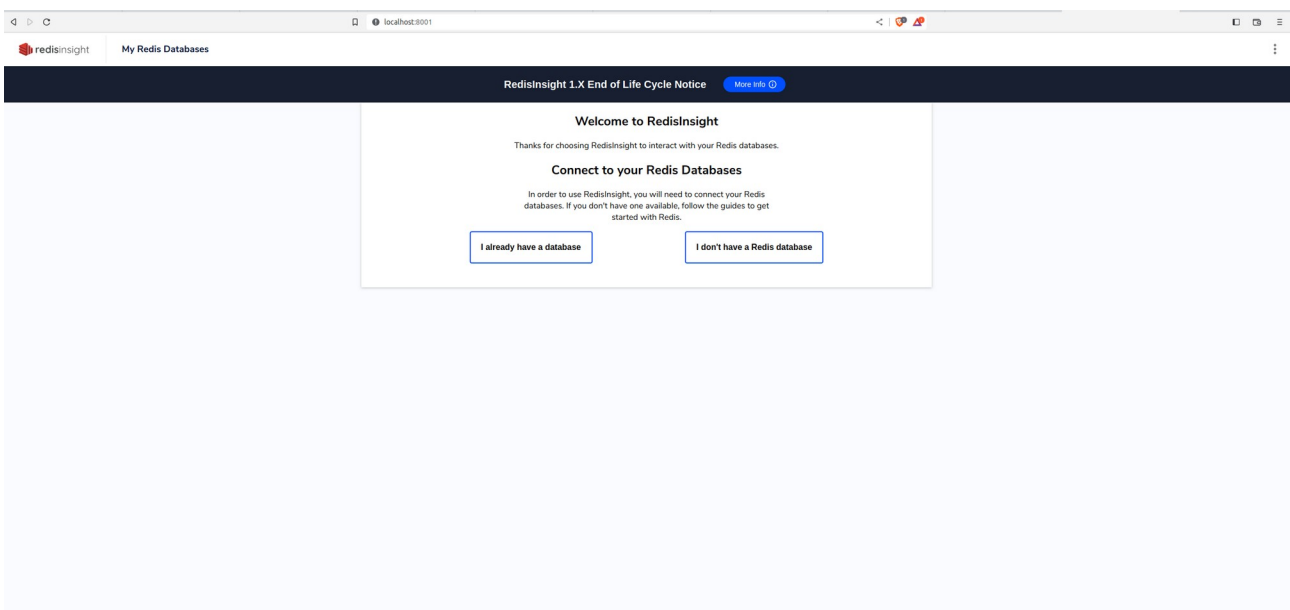 localhost:8001
redisinsight
My Redis Databases
RedisInsight 1.X End of Life Cycle Notice
More Info
Welcome to RedisInsight
Thanks for choosing RedisInsight to interact with your Redis databases.
Connect to your Redis Databases
In order to use RedisInsight, you will need to connect your Redis
databases. If you don't have one available, follow the guides to get
started with Redis.
I already have a database
I don't have a Redis database